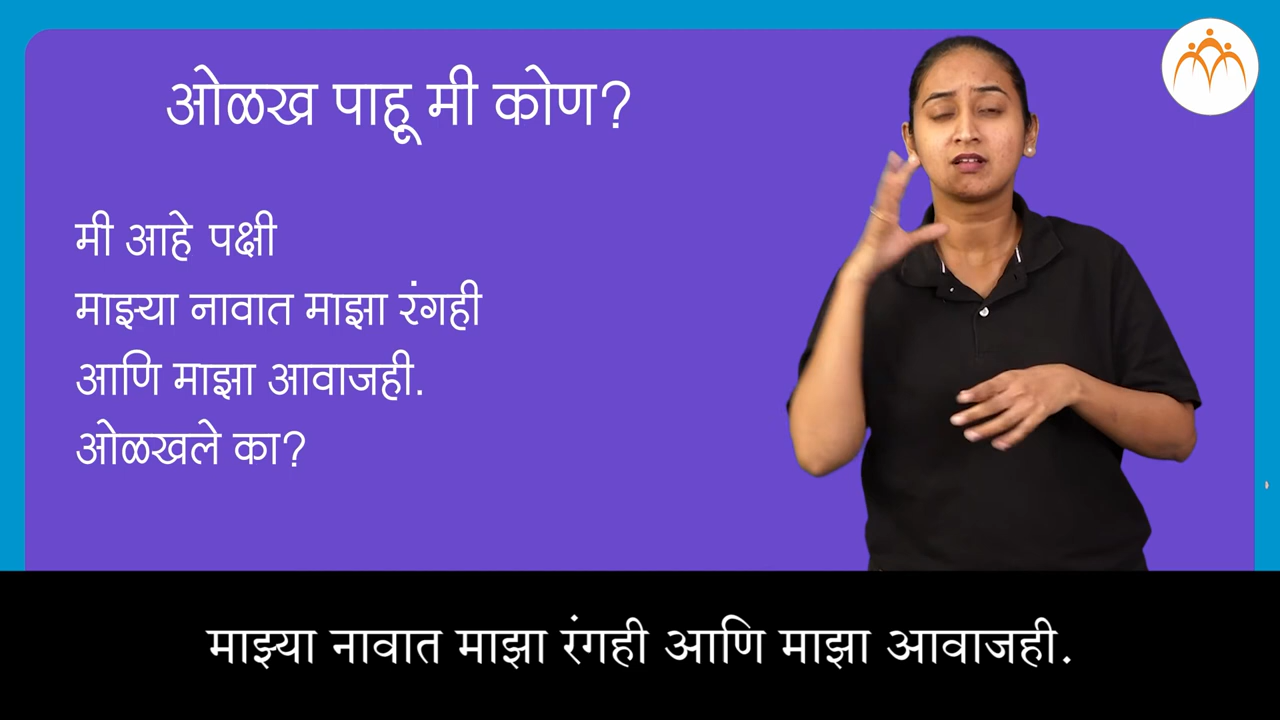 ओळख पाहू मी कोण?
मी आहे पक्षी
माझ्या नावात माझा रंगही
आणि माझा आवाजही.
ओळखले का?
माझ्या नावात माझा रंगही आणि माझा आवाजही.